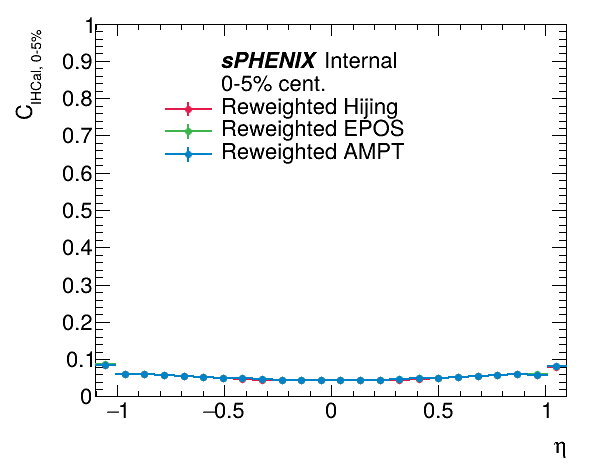 C_IHCal, 0-5%
1
0.9
0.8
0.7
0.6
0.5
0.4
0.3
0.2
0.1
0
sPHENIX Internal
0-5% cent.
Reweighted Hijing
Reweighted EPOS
Reweighted AMPT
−1 −0.5 0 0.5 1
η